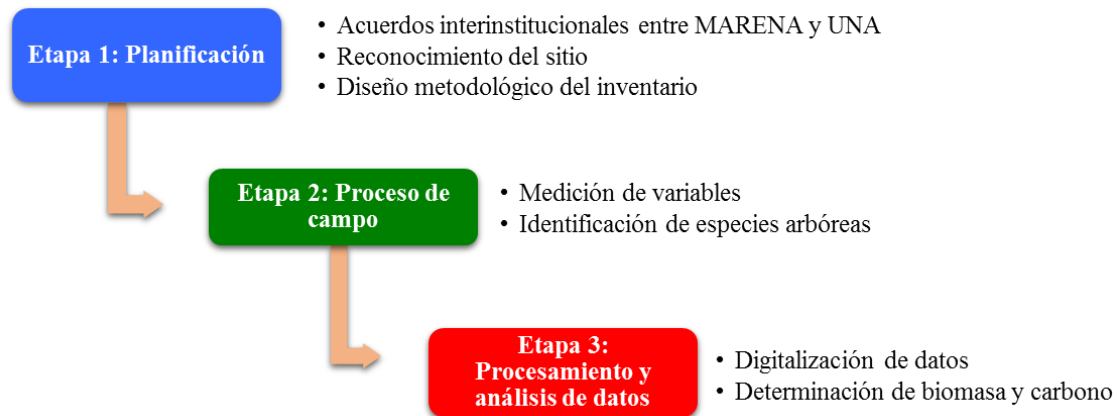 Etapa 1: Planificación
• Acuerdos interinstitucionales entre MARENA y UNA
• Reconocimiento del sitio
• Diseño metodológico del inventario
Etapa 2: Proceso de
campo
• Medición de variables
• Identificación de especies arbóreas
Etapa 3:
Procesamiento y
análisis de datos
• Digitalización de datos
• Determinación de biomasa y carbono